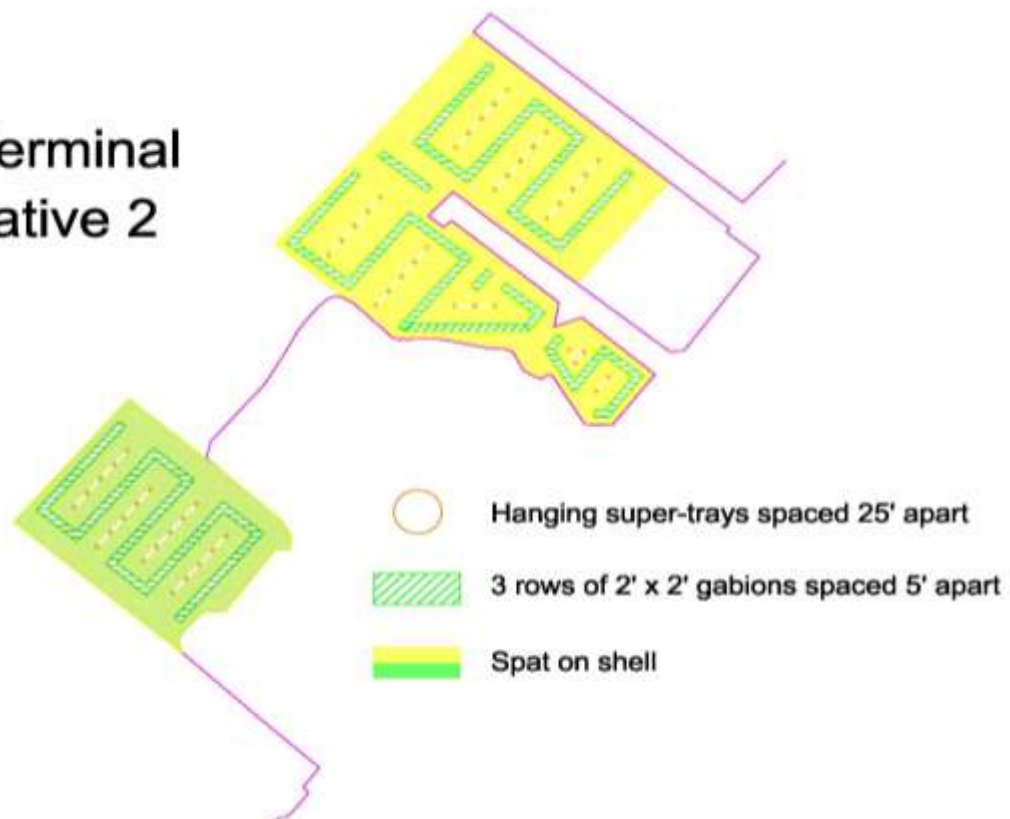 erminal
ative 2
Hanging super-trays spaced 25' apart
3 rows of 2' x 2' gabions spaced 5' apart
Spat on shell